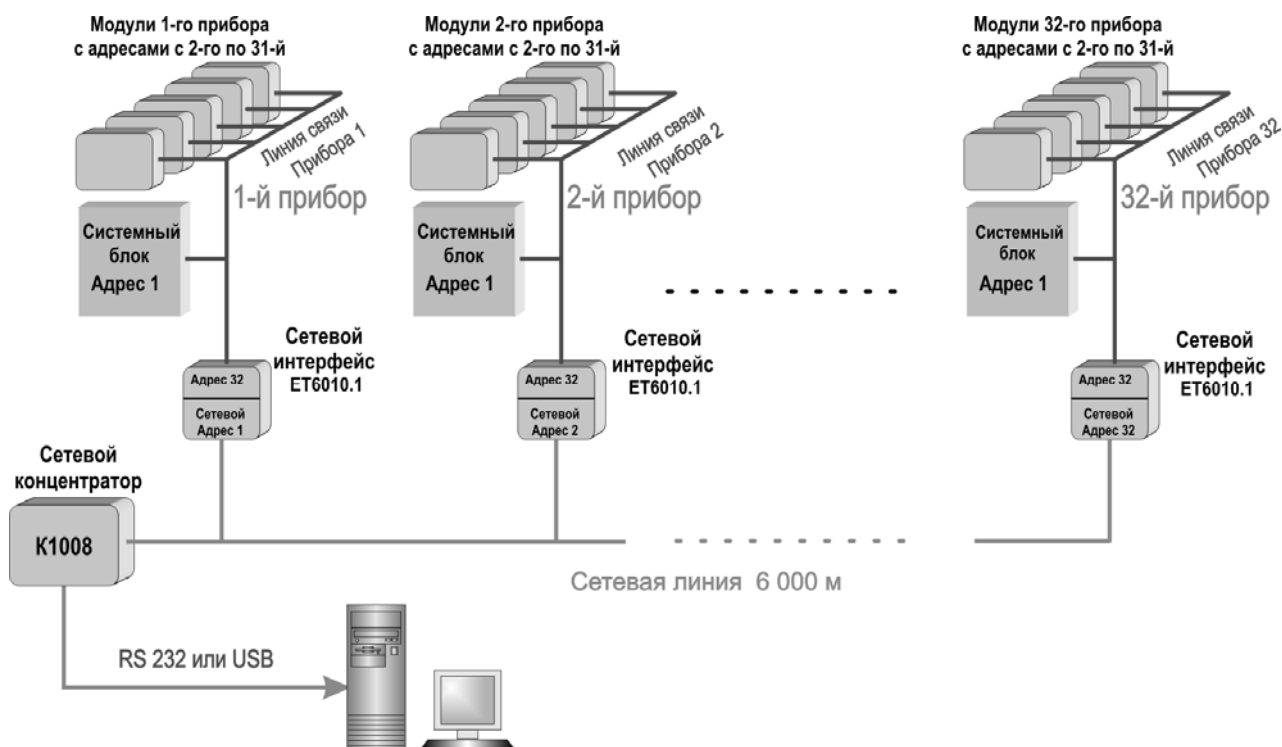 Модули 1-го прибора
с адресами с 2-го по 31-й
Модули 2-го прибора
с адресами с 2-го по 31-й
Модули 32-го прибора
с адресами с 2-го по 31-й
Линия связи
Прибора 1
Линия связи
Прибора 2
Линия связи
Прибора 32
1-й прибор
2-й прибор
32-й прибор
Системный
блок
Адрес 1
Системный
блок
Адрес 1
Системный
блок
Адрес 1
Сетевой
интерфейс
ЕТ6010.1
Сетевой
интерфейс
ЕТ6010.1
Сетевой
интерфейс
ЕТ6010.1
Адрес 32
Сетевой
Адрес 1
Адрес 32
Сетевой
Адрес 2
Адрес 32
Сетевой
Адрес 32
Сетевой
концентратор
К1008
Сетевая линия 6 000 м
RS 232 или USB